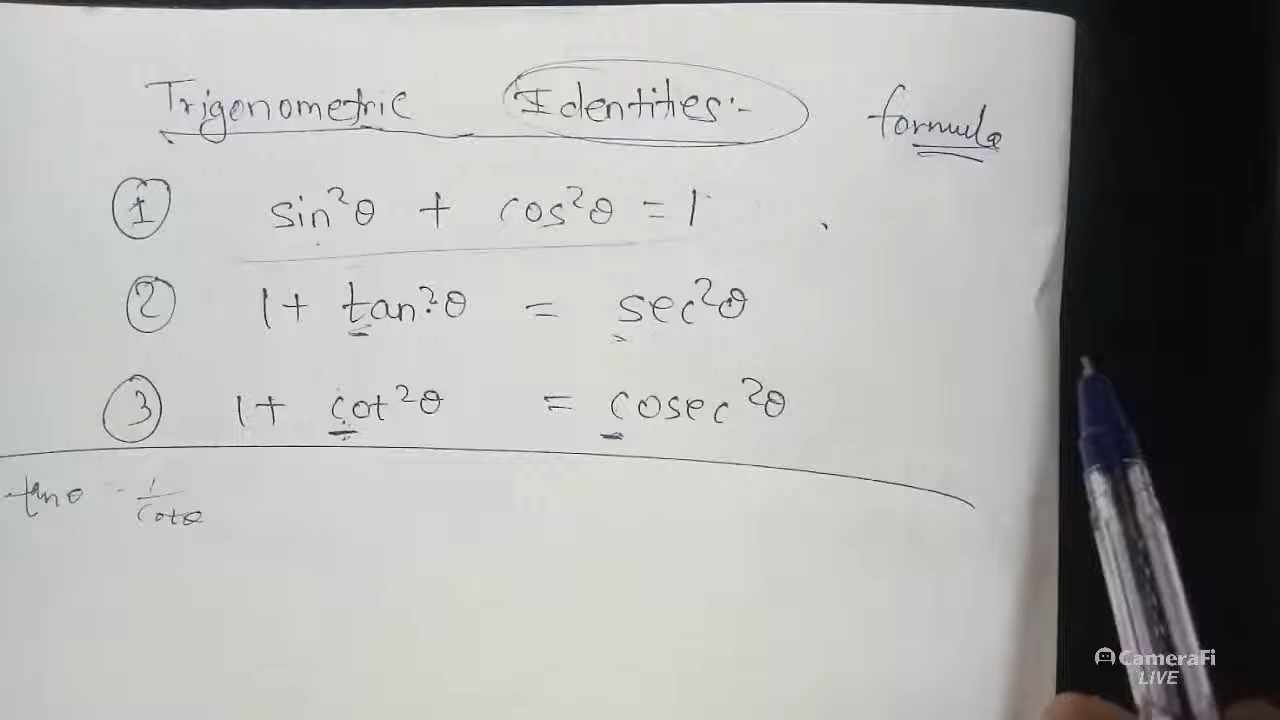 Trigonometric Identities:- formula
① sin²θ + cos²θ = 1
② 1 + tan²θ = sec²θ
③ 1 + cot²θ = cosec²θ
tanθ - 1/cotθ
CameraFi
LIVE